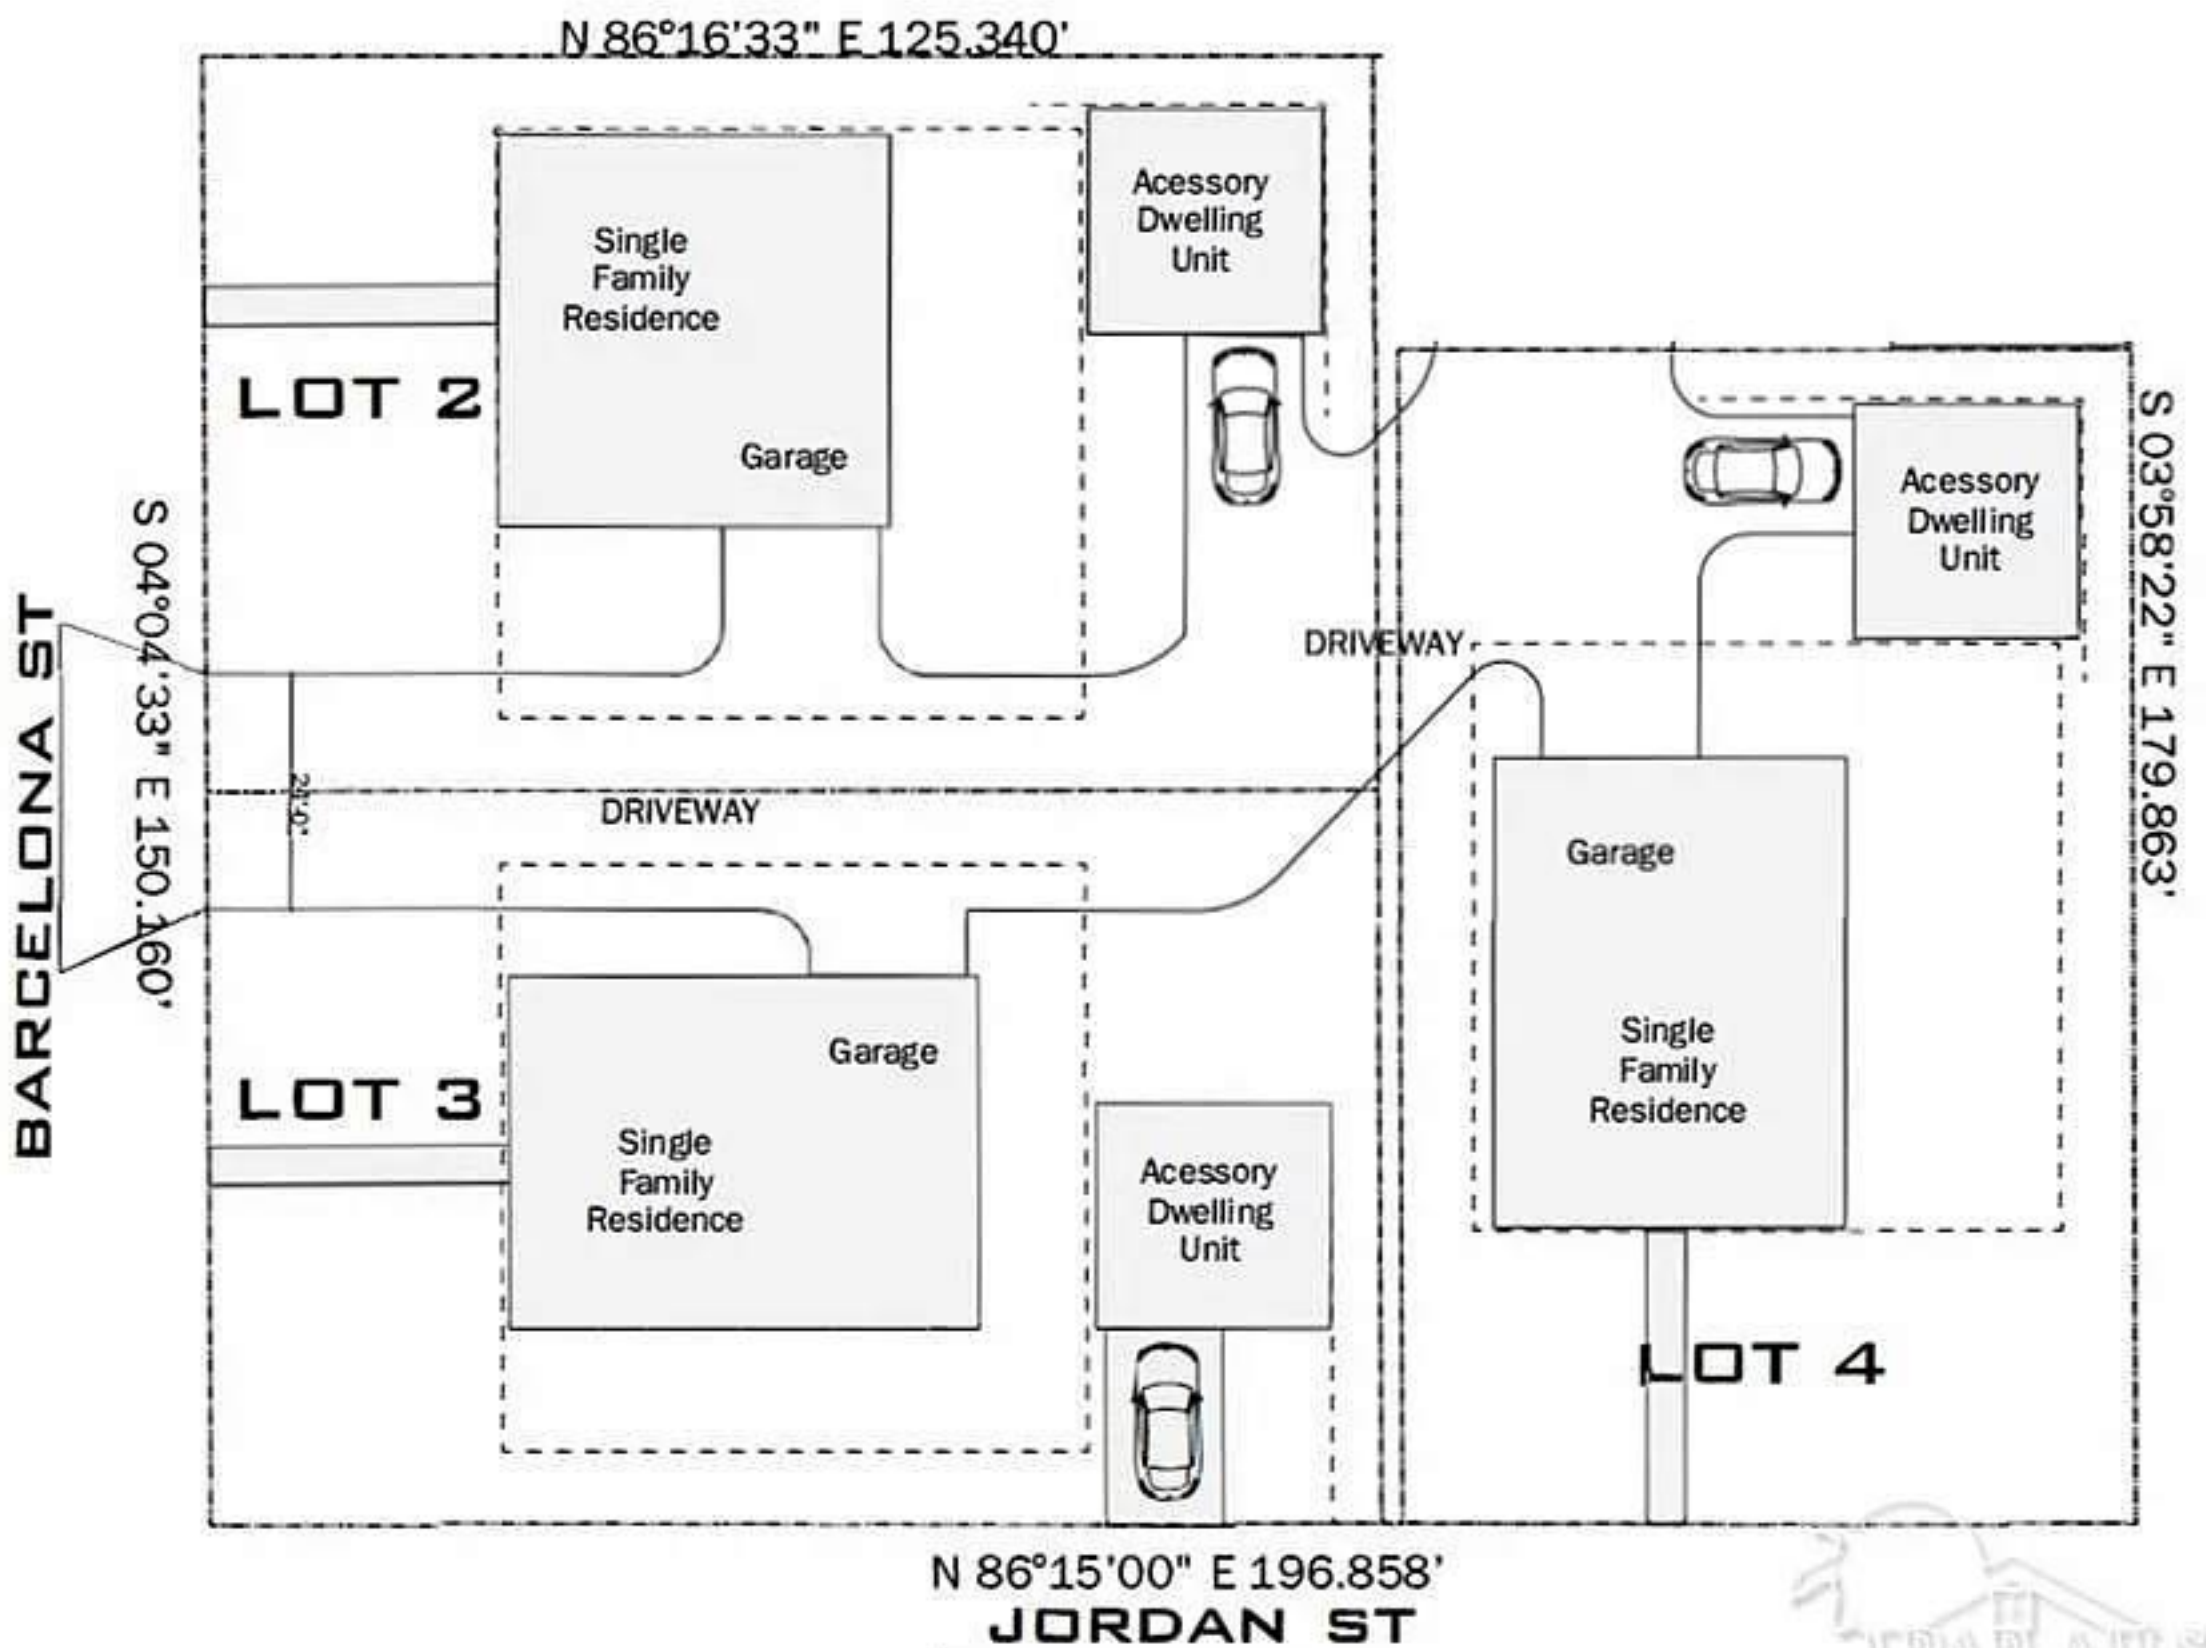 N 86°16'33" E 125.340'
Acessory
Dwelling
Unit
Single
Family
Residence
Garage
LOT 2
S 04°04'33" E 150.160'
BARCELONA ST
DRIVEWAY
DRIVEWAY
Acessory
Dwelling
Unit
S 03°58'22" E 179.863'
Garage
Single
Family
Residence
LOT 4
Garage
LOT 3
Single
Family
Residence
Acessory
Dwelling
Unit
N 86°15'00" E 196.858'
JORDAN ST